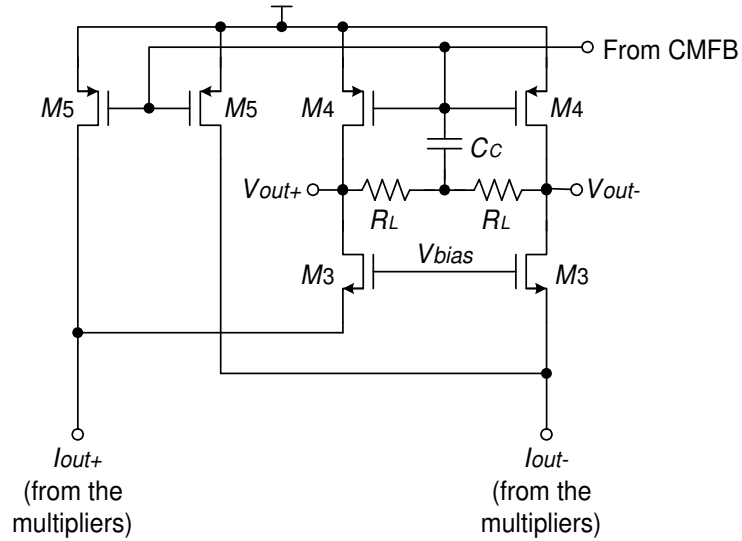 From CMFB
M5
M5
M4
M4
CC
Vout+
Vout-
RL
RL
M3
Vbias
M3
Iout+
(from the
multipliers)
Iout-
(from the
multipliers)